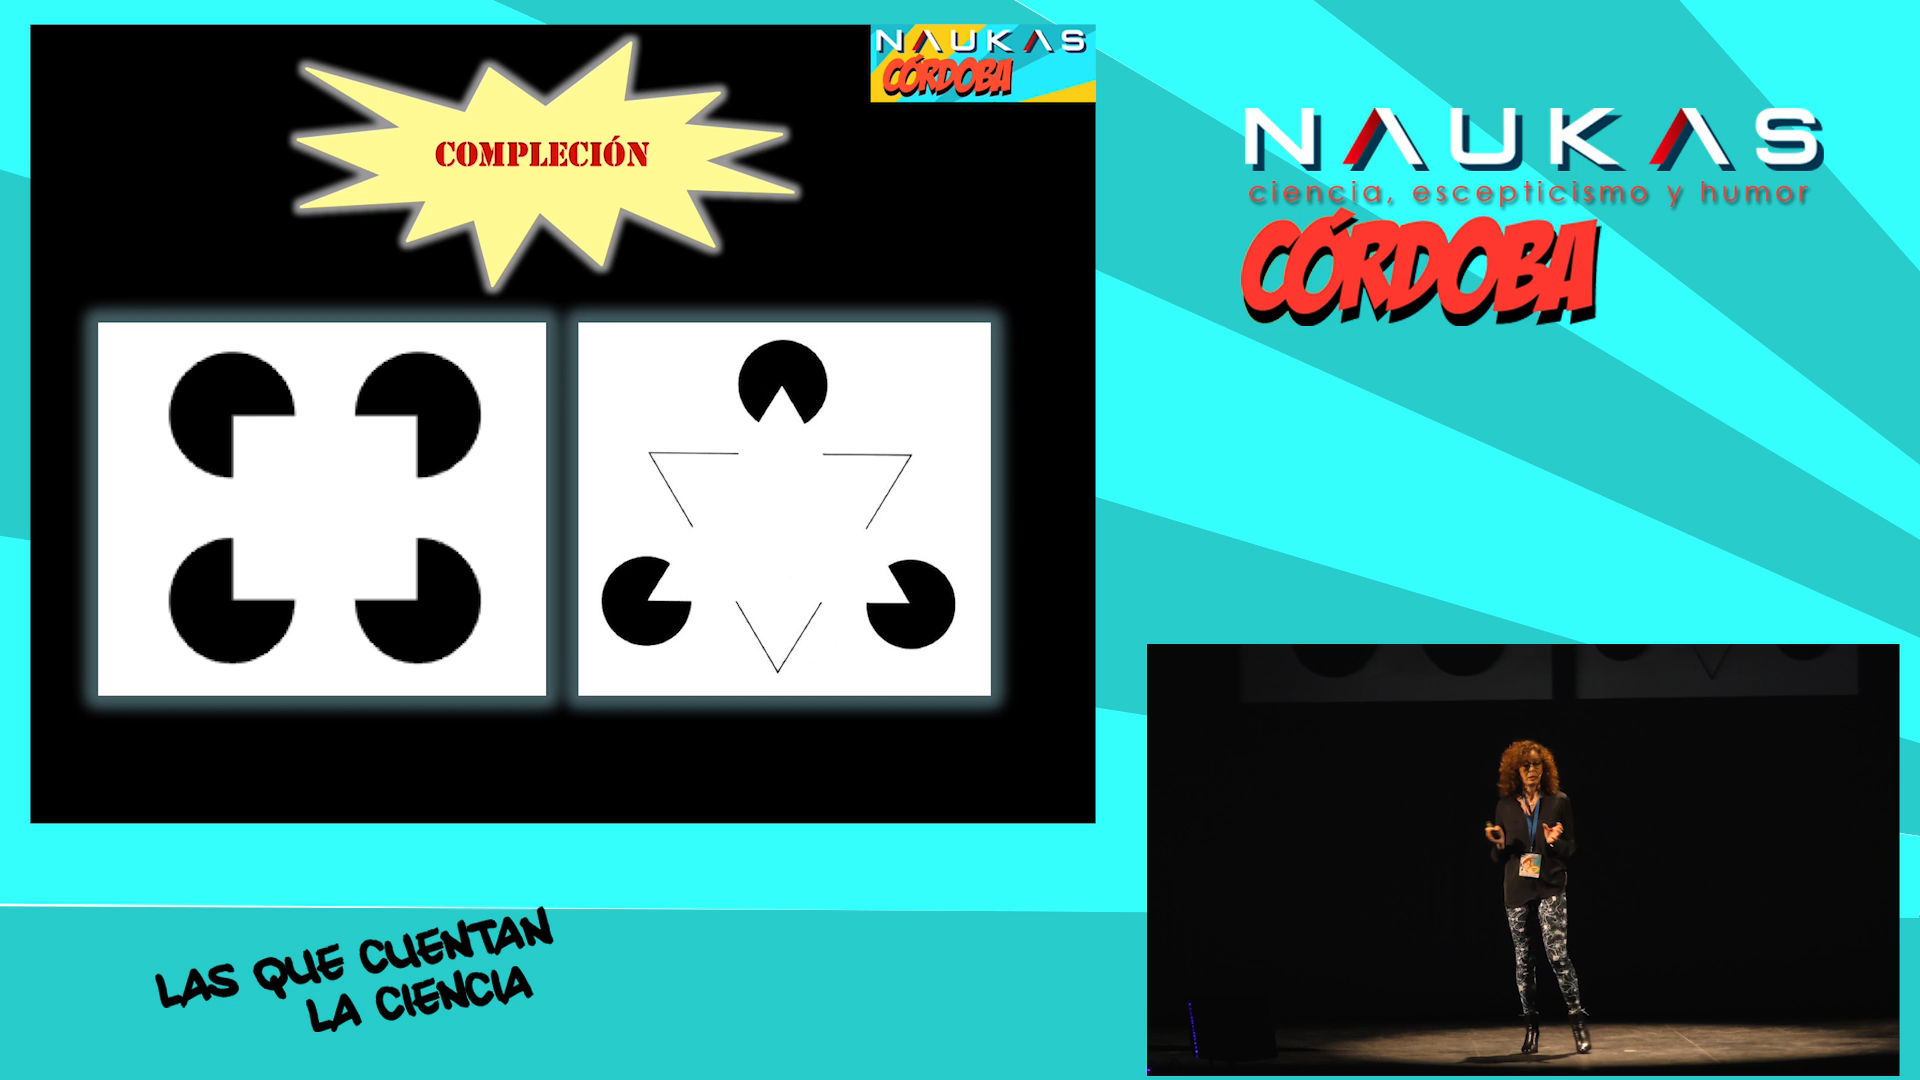 COMPLECIÓN
NAUKAS
CÓRDOBA
NAUKAS
ciencia, escepticismo y humor
CÓRDOBA
LAS QUE CUENTAN
LA CIENCIA